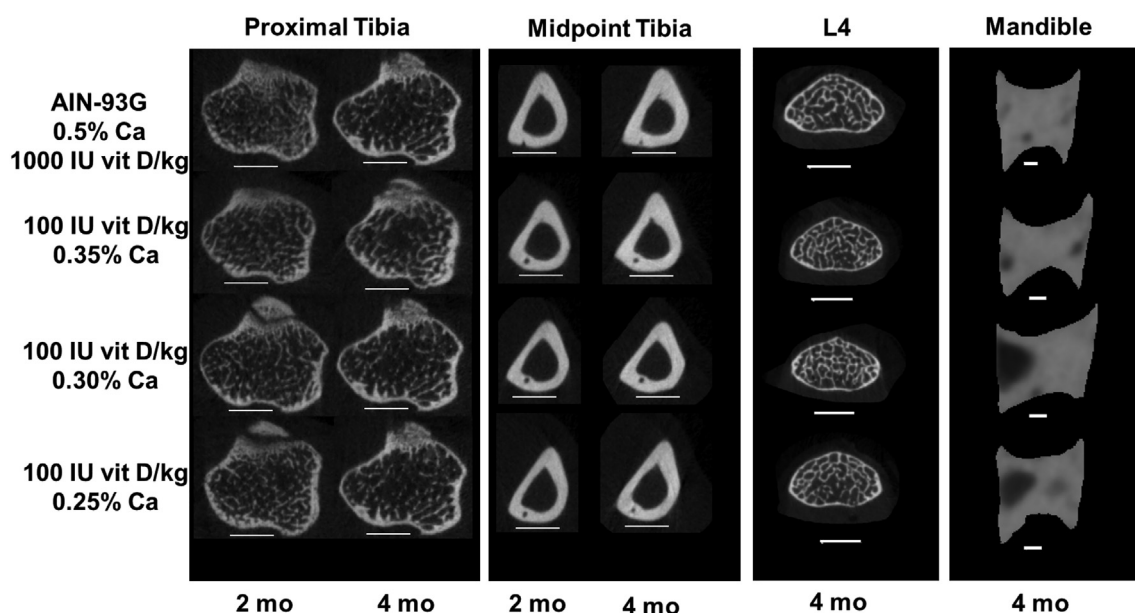 Proximal Tibia Midpoint Tibia L4 Mandible
AIN-93G
0.5% Ca
1000 IU vit D/kg
100 IU vit D/kg
0.35% Ca
100 IU vit D/kg
0.30% Ca
100 IU vit D/kg
0.25% Ca
2 mo 4 mo 2 mo 4 mo 4 mo 4 mo